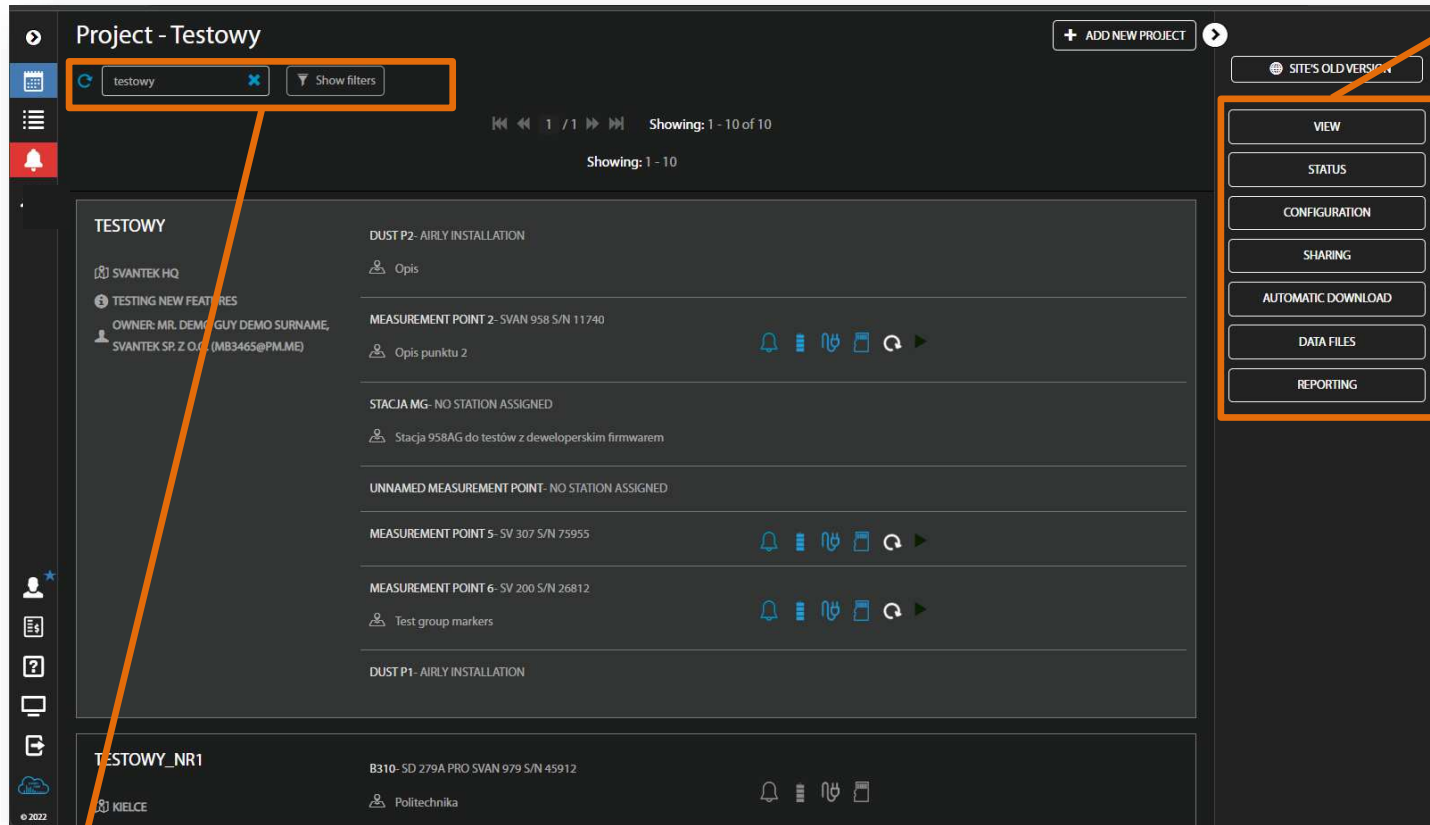 Project - Testowy
+ ADD NEW PROJECT
SITE'S OLD VERSION
testowy
Show filters
1 / 1
Showing: 1 - 10 of 10
Showing: 1 - 10
VIEW
STATUS
CONFIGURATION
SHARING
AUTOMATIC DOWNLOAD
DATA FILES
REPORTING
TESTOWY
SVANTEK HQ
TESTING NEW FEATURES
OWNER: MR. DEMO GUY DEMO SURNAME,
SVANTEK SP. Z O.O. (MB3465@PM.ME)
DUST P2- AIRLY INSTALLATION
Opis
MEASUREMENT POINT 2- SVAN 958 S/N 11740
Opis punktu 2
STACJA MG- NO STATION ASSIGNED
Stacja 958AG do testów z deweloperskim firmwarem
UNNAMED MEASUREMENT POINT- NO STATION ASSIGNED
MEASUREMENT POINT 5- SV 307 S/N 75955
MEASUREMENT POINT 6- SV 200 S/N 26812
Test group markers
DUST P1- AIRLY INSTALLATION
TESTOWY_NR1
KIELCE
B310- SD 279A PRO SVAN 979 S/N 45912
Politechnika
© 2022